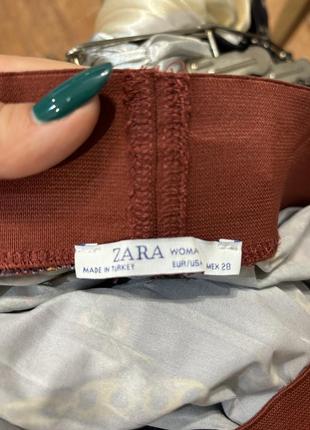 ZARA WOMA
MADE IN TURKEY EUR/USA MEX 28